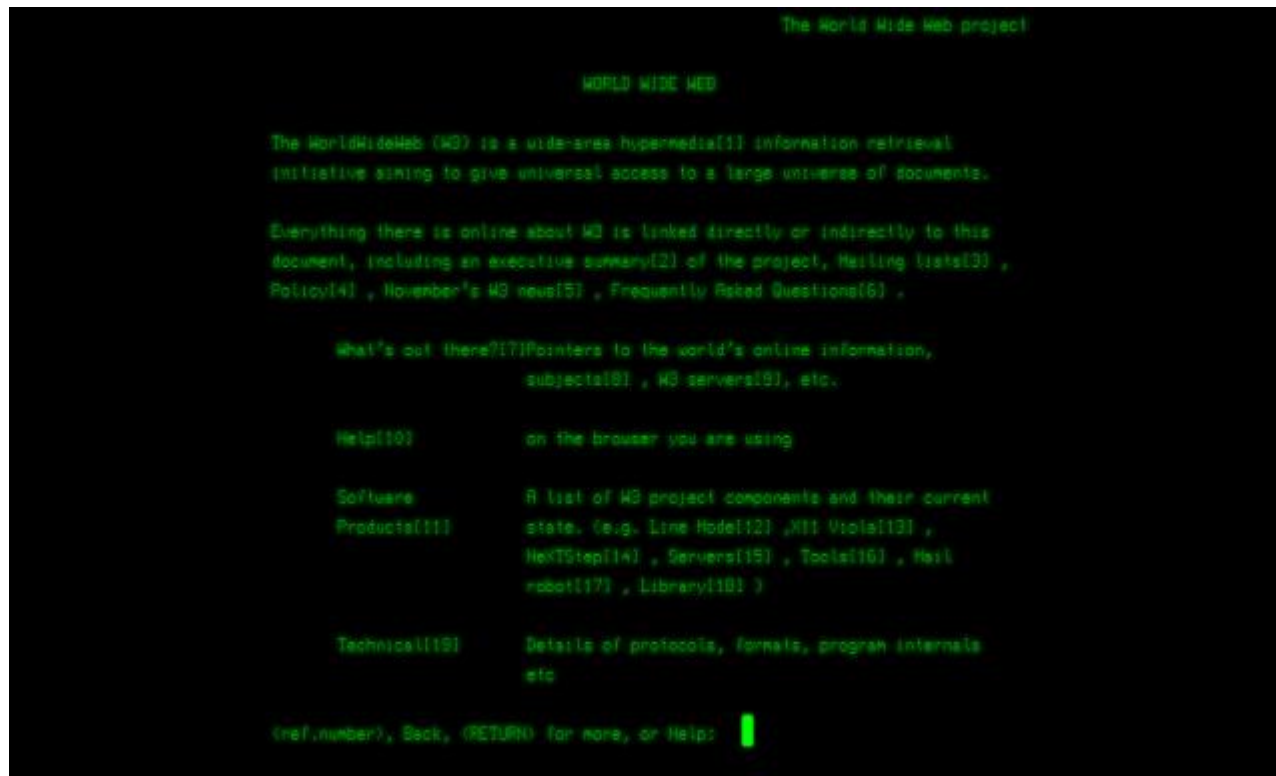 The World Wide Web project
WORLD WIDE WEB
The WorldWideWeb (W3) is a wide-area hypermedia[1] information retrieval
initiative aiming to give universal access to a large universe of documents.
Everything there is online about W3 is linked directly or indirectly to this
document, including an executive summary[2] of the project, Mailing lists[3] ,
Policy[4] , November's W3 news[5] , Frequently Asked Questions[6] .
What's out there?[7]Pointers to the world's online information,
subjects[8] , W3 servers[9], etc.
Help[10] on the browser you are using
Software A list of W3 project components and their current
Products[11] state. (e.g. Line Mode[12] ,X11 Viola[13] ,
NeXTStep[14] , Servers[15] , Tools[16] , Mail
robot[17] , Library[18] )
Technical[19] Details of protocols, formats, program internals
etc
<ref.number>, Back, <RETURN> for more, or Help: